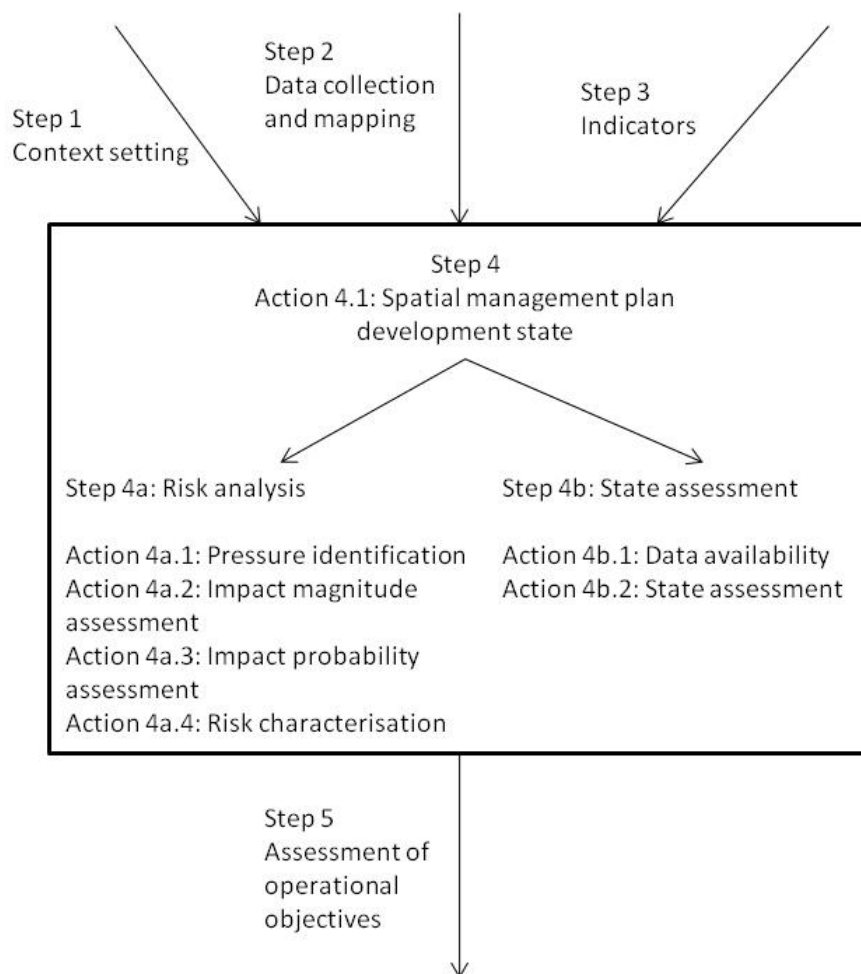 Step 1
Context setting
Step 2
Data collection
and mapping
Step 3
Indicators
Step 4
Action 4.1: Spatial management plan
development state
Step 4a: Risk analysis
Action 4a.1: Pressure identification
Action 4a.2: Impact magnitude
assessment
Action 4a.3: Impact probability
assessment
Action 4a.4: Risk characterisation
Step 4b: State assessment
Action 4b.1: Data availability
Action 4b.2: State assessment
Step 5
Assessment of
operational
objectives